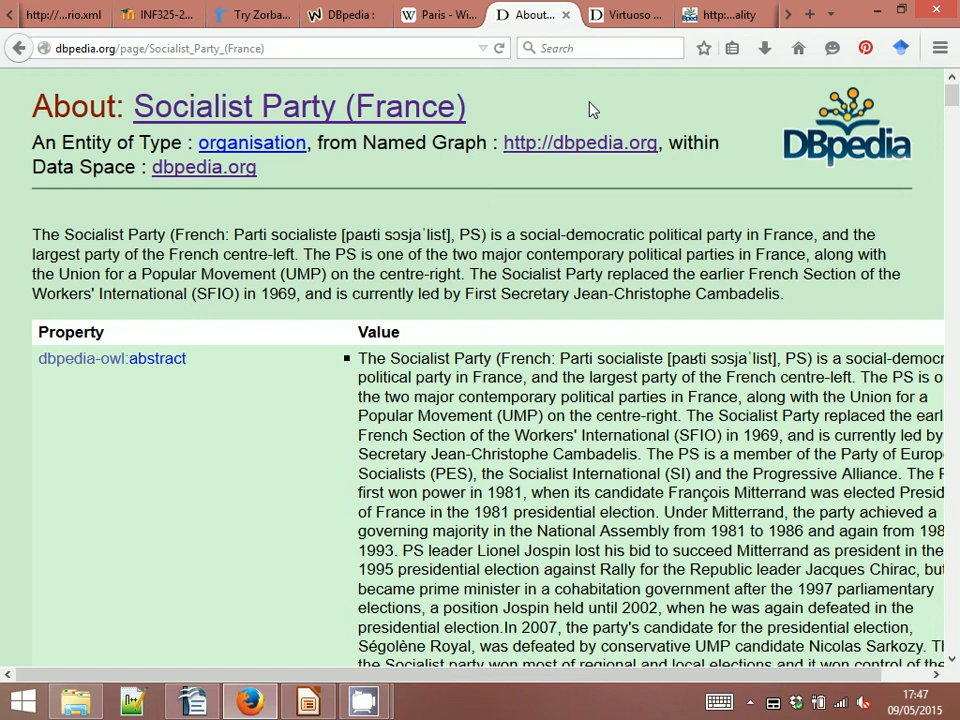 http://...rio.xml
INF325-2...
Try Zorba...
DBpedia :
Paris - Wi...
About...
Virtuoso ...
http:...ality
dbpedia.org/page/Socialist_Party_(France)
Search
About: Socialist Party (France)
An Entity of Type : organisation, from Named Graph : http://dbpedia.org, within
Data Space : dbpedia.org
DBpedia
The Socialist Party (French: Parti socialiste [paʁti sɔsjaˈlist], PS) is a social-democratic political party in France, and the
largest party of the French centre-left. The PS is one of the two major contemporary political parties in France, along with
the Union for a Popular Movement (UMP) on the centre-right. The Socialist Party replaced the earlier French Section of the
Workers' International (SFIO) in 1969, and is currently led by First Secretary Jean-Christophe Cambadelis.
Property Value
dbpedia-owl:abstract
The Socialist Party (French: Parti socialiste [paʁti sɔsjaˈlist], PS) is a social-democr
political party in France, and the largest party of the French centre-left. The PS is o
the two major contemporary political parties in France, along with the Union for a
Popular Movement (UMP) on the centre-right. The Socialist Party replaced the earl
French Section of the Workers' International (SFIO) in 1969, and is currently led by
Secretary Jean-Christophe Cambadelis. The PS is a member of the Party of Europe
Socialists (PES), the Socialist International (SI) and the Progressive Alliance. The P
first won power in 1981, when its candidate François Mitterrand was elected Presid
of France in the 1981 presidential election. Under Mitterrand, the party achieved a
governing majority in the National Assembly from 1981 to 1986 and again from 198
1993. PS leader Lionel Jospin lost his bid to succeed Mitterrand as president in the
1995 presidential election against Rally for the Republic leader Jacques Chirac, but
became prime minister in a cohabitation government after the 1997 parliamentary
elections, a position Jospin held until 2002, when he was again defeated in the
presidential election.In 2007, the party's candidate for the presidential election,
Ségolène Royal, was defeated by conservative UMP candidate Nicolas Sarkozy. Th
the Socialist party won most of regional and local elections and it won control of the
17:47
09/05/2015